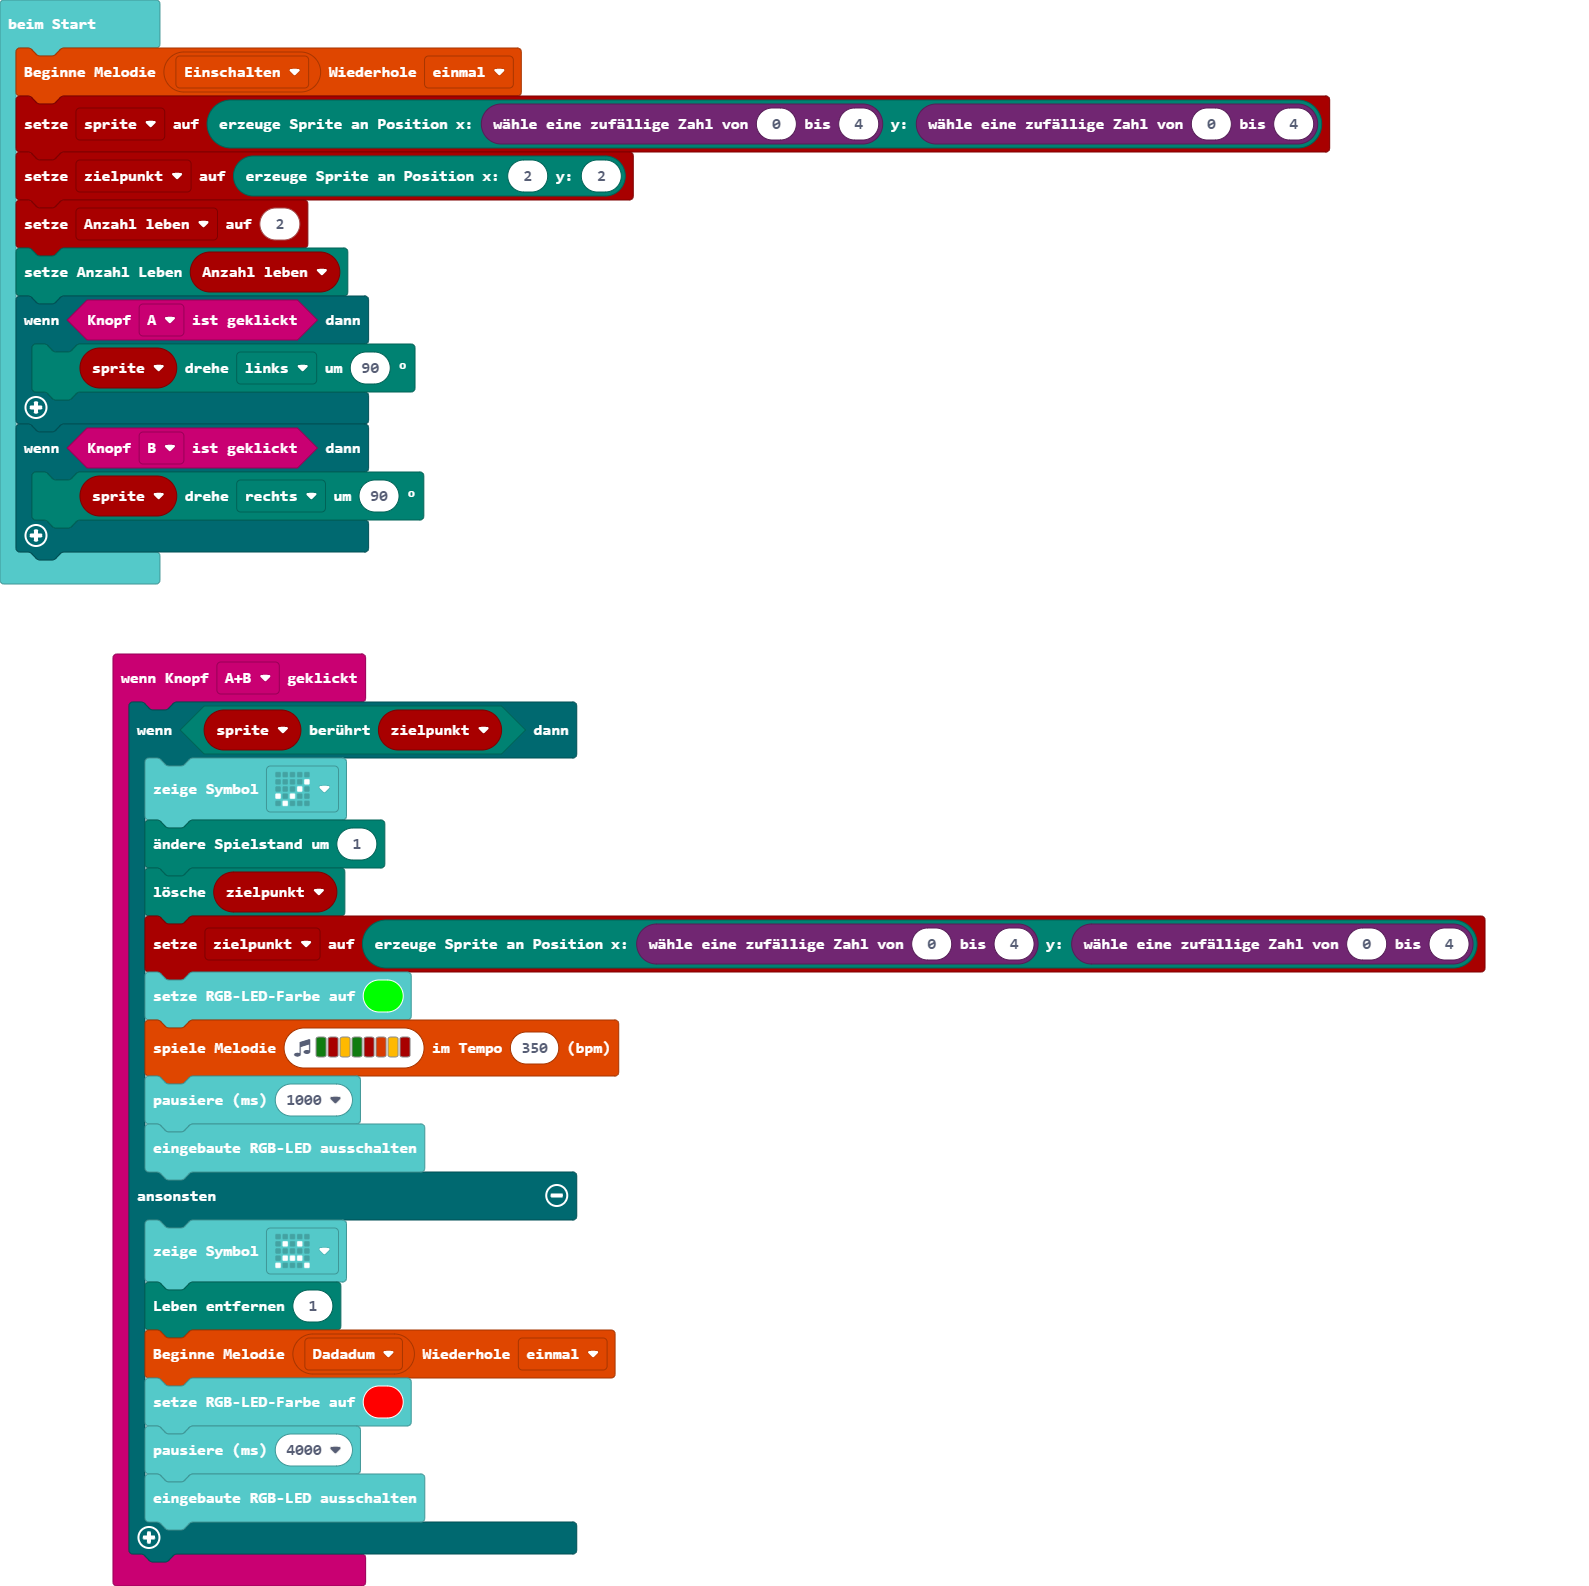 beim Start
Beginne Melodie Einschalten Wiederhole einmal
setze sprite auf erzeuge Sprite an Position x: wähle eine zufällige Zahl von 0 bis 4 y: wähle eine zufällige Zahl von 0 bis 4
setze zielpunkt auf erzeuge Sprite an Position x: 2 y: 2
setze Anzahl leben auf 2
setze Anzahl Leben Anzahl leben
wenn Knopf A ist geklickt dann
sprite drehe links um 90 °
wenn Knopf B ist geklickt dann
sprite drehe rechts um 90 °
wenn Knopf A+B geklickt
wenn sprite berührt zielpunkt dann
zeige Symbol
ändere Spielstand um 1
lösche zielpunkt
setze zielpunkt auf erzeuge Sprite an Position x: wähle eine zufällige Zahl von 0 bis 4 y: wähle eine zufällige Zahl von 0 bis 4
setze RGB-LED-Farbe auf
spiele Melodie im Tempo 350 (bpm)
pausiere (ms) 1000
eingebaute RGB-LED ausschalten
ansonsten
zeige Symbol
Leben entfernen 1
Beginne Melodie Dadadum Wiederhole einmal
setze RGB-LED-Farbe auf
pausiere (ms) 4000
eingebaute RGB-LED ausschalten